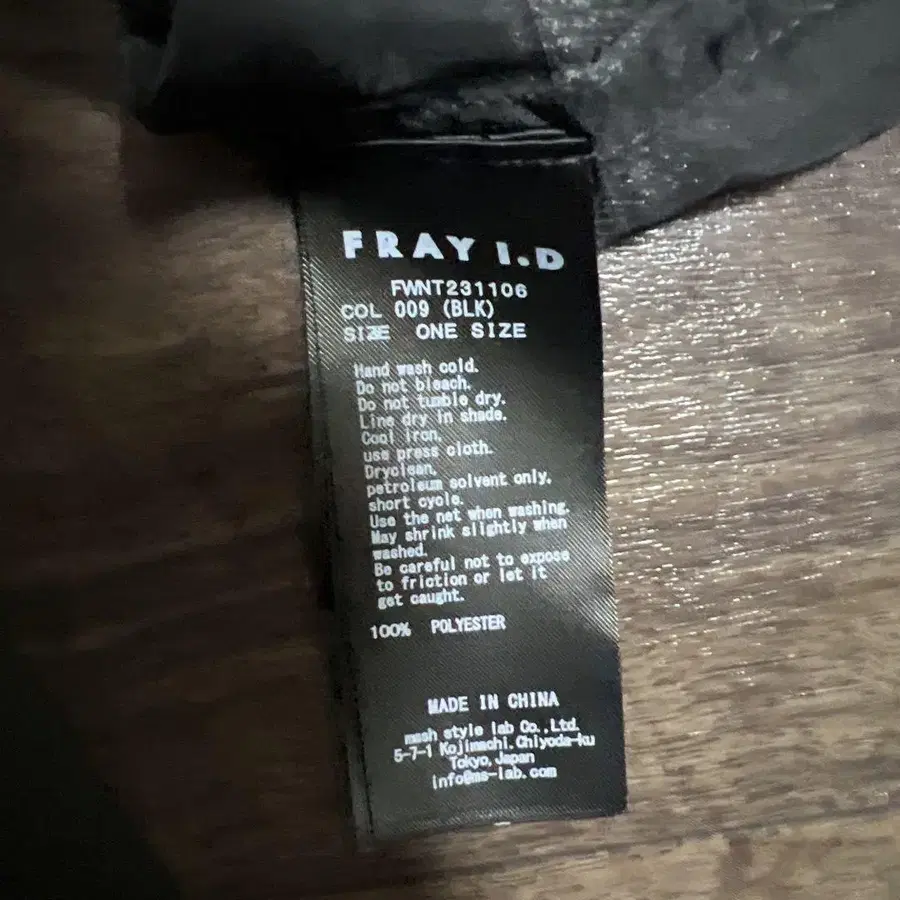 FRAY I.D
FWNT231106
COL 009 (BLK)
SIZE ONE SIZE
Hand wash cold.
Do not bleach.
Do not tumble dry.
Line dry in shade.
Cool iron.
use press cloth.
Dryclean.
petroleum solvent only.
short cycle.
Use the net when washing.
May shrink slightly when
washed.
Be careful not to expose
to friction or let it
get caught.
100% POLYESTER
MADE IN CHINA
mash style lab Co.,Ltd.
5-7-1 Kojimachi.Chiyoda-ku
Tokyo,Japan
info@ms-lab.com